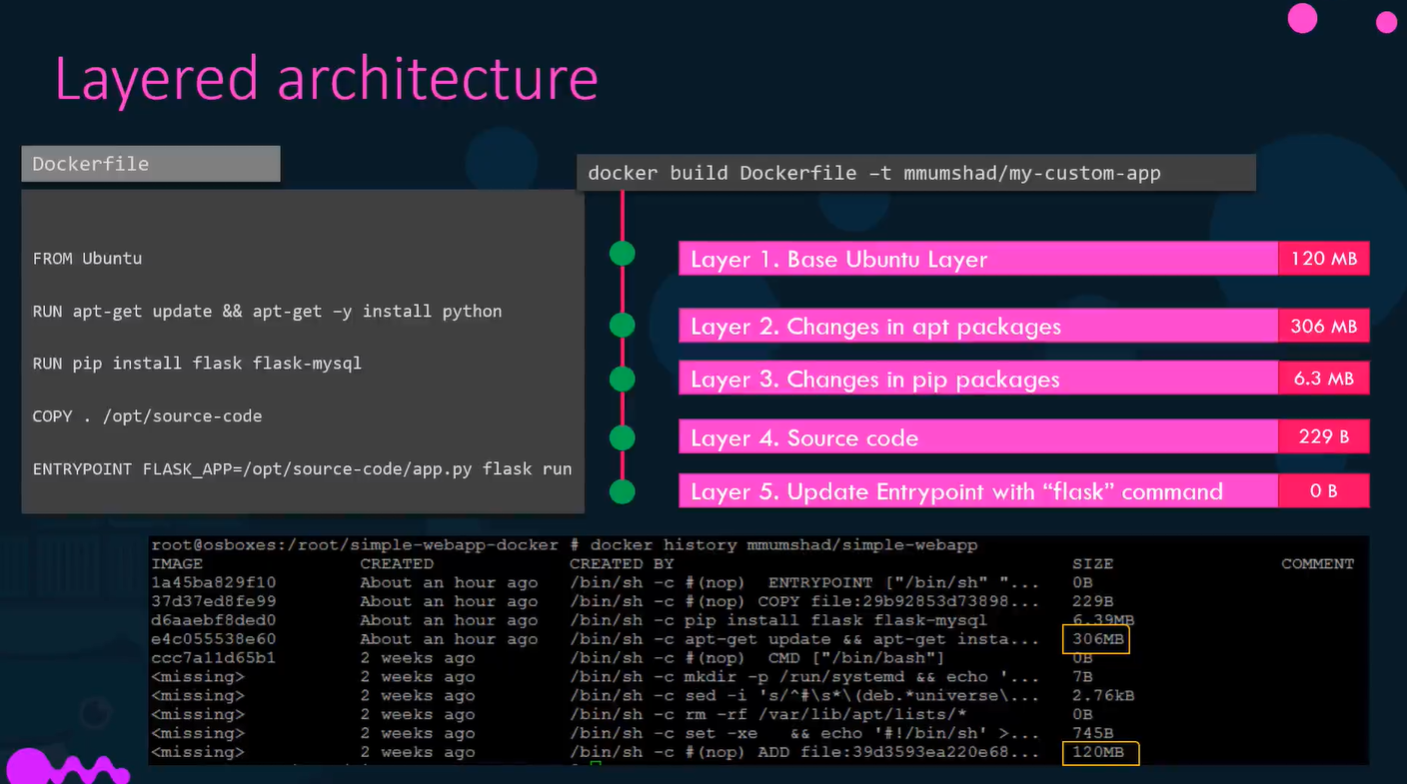 Layered architecture
Dockerfile
FROM Ubuntu
RUN apt-get update && apt-get –y install python
RUN pip install flask flask-mysql
COPY . /opt/source-code
ENTRYPOINT FLASK_APP=/opt/source-code/app.py flask run
docker build Dockerfile –t mmumshad/my-custom-app
Layer 1. Base Ubuntu Layer 120 MB
Layer 2. Changes in apt packages 306 MB
Layer 3. Changes in pip packages 6.3 MB
Layer 4. Source code 229 B
Layer 5. Update Entrypoint with “flask” command 0 B
root@osboxes:/root/simple-webapp-docker # docker history mmumshad/simple-webapp
IMAGE CREATED CREATED BY SIZE COMMENT
1a45ba829f10 About an hour ago /bin/sh -c #(nop) ENTRYPOINT ["/bin/sh" "... 0B
37d37ed8fe99 About an hour ago /bin/sh -c #(nop) COPY file:29b92853d73898... 229B
d6aaebf8ded0 About an hour ago /bin/sh -c pip install flask flask-mysql 6.39MB
e4c055538e60 About an hour ago /bin/sh -c apt-get update && apt-get insta... 306MB
ccc7a11d65b1 2 weeks ago /bin/sh -c #(nop) CMD ["/bin/bash"] 0B
<missing> 2 weeks ago /bin/sh -c mkdir -p /run/systemd && echo '... 7B
<missing> 2 weeks ago /bin/sh -c sed -i 's/^#\s*\(deb.*universe\... 2.76kB
<missing> 2 weeks ago /bin/sh -c rm -rf /var/lib/apt/lists/* 0B
<missing> 2 weeks ago /bin/sh -c set -xe && echo '#!/bin/sh' >... 745B
<missing> 2 weeks ago /bin/sh -c #(nop) ADD file:39d3593ea220e68... 120MB